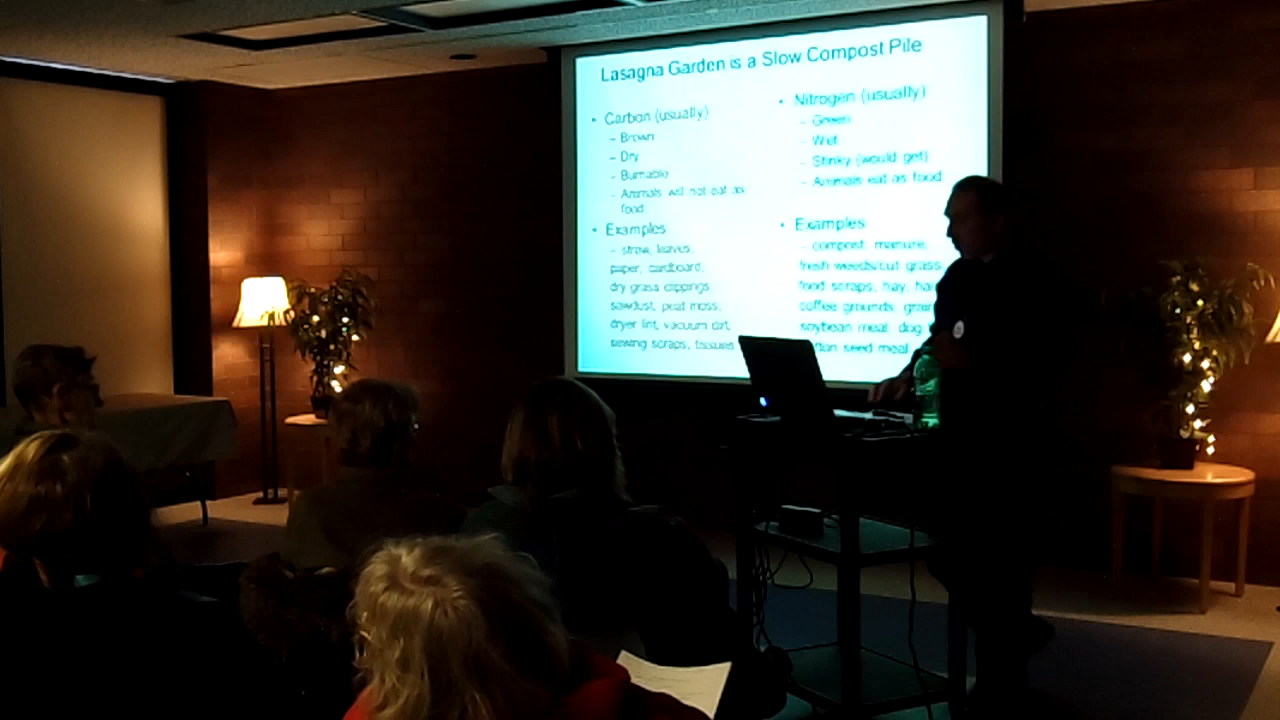 Lasagna Garden is a Slow Compost Pile
• Carbon (usually)
– Brown
– Dry
– Burnable
– Animals will not eat as
food
• Examples
– straw, leaves,
paper, cardboard,
dry grass clippings,
sawdust, peat moss,
dryer lint, vacuum dirt,
sewing scraps, tissues
• Nitrogen (usually)
– Green
– Wet
– Stinky (would get)
– Animals eat as food
• Examples
– compost, manure,
fresh weeds/cut grass
food scraps, hay,
coffee grounds,
soybean meal, dog
seed meal